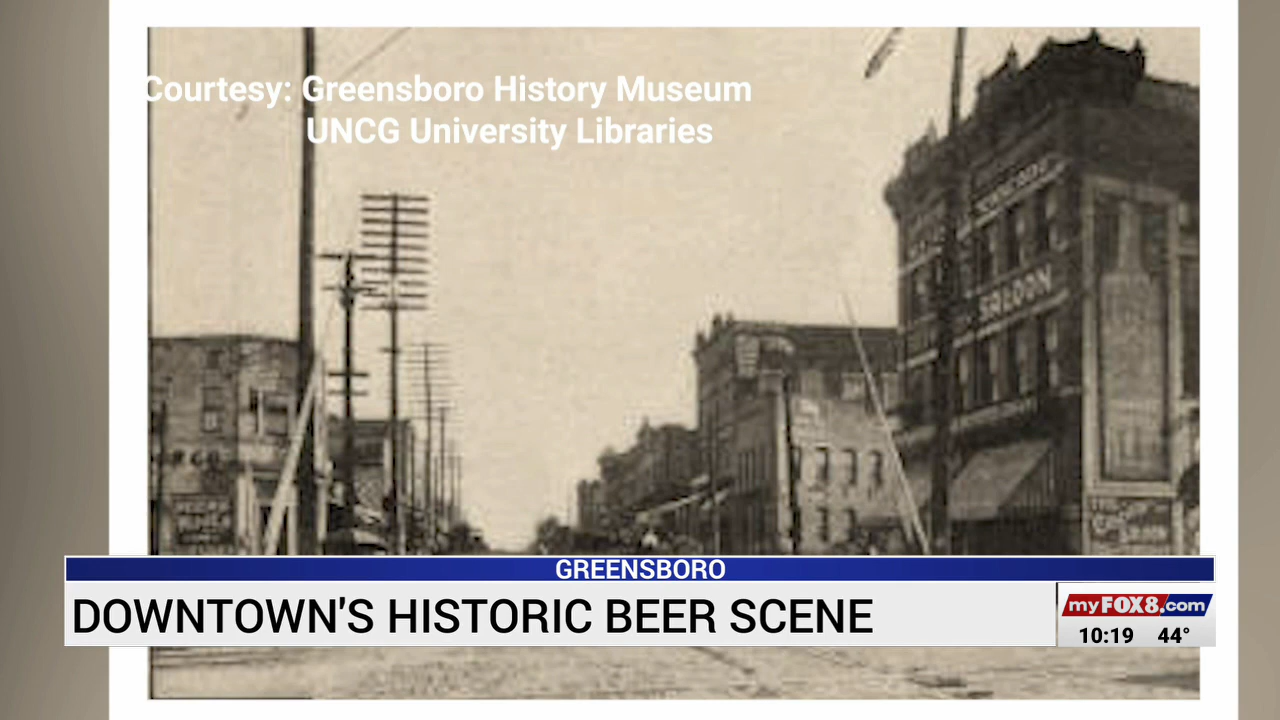 Courtesy: Greensboro History Museum
UNCG University Libraries
SALOON
GREENSBORO
DOWNTOWN'S HISTORIC BEER SCENE
myFOX8.com
10:19 44°